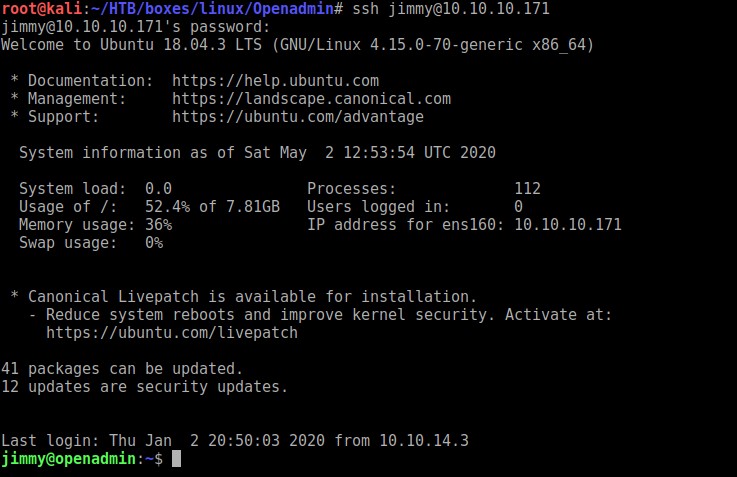 root@kali:~/HTB/boxes/linux/Openadmin# ssh jimmy@10.10.10.171
jimmy@10.10.10.171's password:
Welcome to Ubuntu 18.04.3 LTS (GNU/Linux 4.15.0-70-generic x86_64)
* Documentation:  https://help.ubuntu.com
* Management:     https://landscape.canonical.com
* Support:        https://ubuntu.com/advantage
System information as of Sat May  2 12:53:54 UTC 2020
System load:  0.0               Processes:             112
Usage of /:   52.4% of 7.81GB   Users logged in:       0
Memory usage: 36%               IP address for ens160: 10.10.10.171
Swap usage:   0%
* Canonical Livepatch is available for installation.
- Reduce system reboots and improve kernel security. Activate at:
https://ubuntu.com/livepatch
41 packages can be updated.
12 updates are security updates.
Last login: Thu Jan  2 20:50:03 2020 from 10.10.14.3
jimmy@openadmin:~$